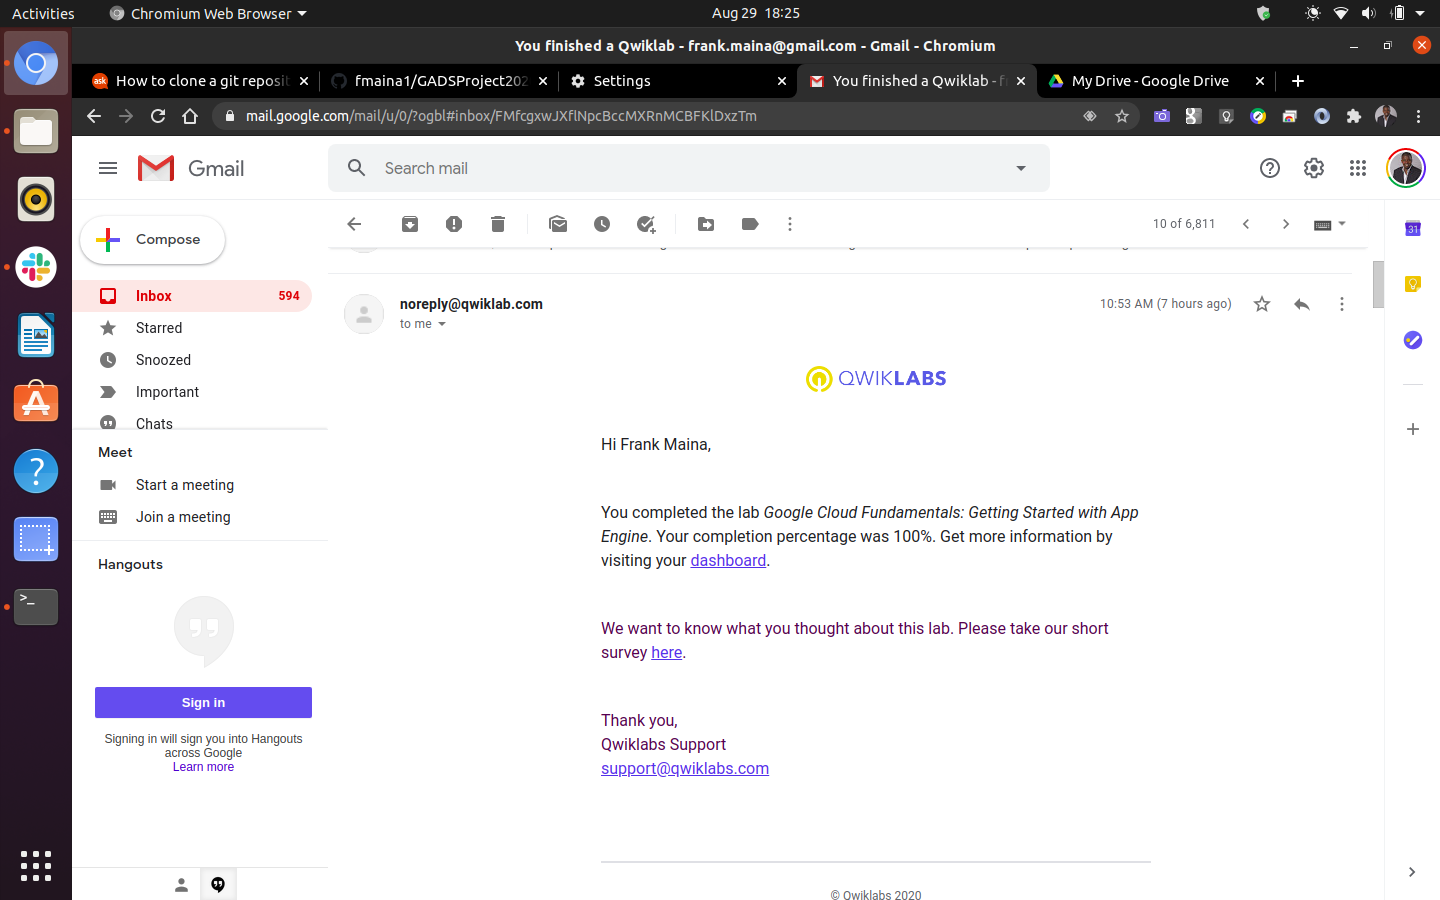 Activities
Chromium Web Browser
Aug 29 18:25
You finished a Qwiklab - frank.maina@gmail.com - Gmail - Chromium
How to clone a git reposit
fmaina1/GADSProject202
Settings
You finished a Qwiklab - f
My Drive - Google Drive
mail.google.com/mail/u/0/?ogbl#inbox/FMfcgxwJXflNpcBccMXRnMCBFKlDxzTm
Gmail
Search mail
Compose
10 of 6,811
31
Inbox 594
Starred
Snoozed
Important
Chats
Meet
Start a meeting
Join a meeting
Hangouts
Sign in
Signing in will sign you into Hangouts
across Google
Learn more
noreply@qwiklab.com
10:53 AM (7 hours ago)
to me
QWIKLABS
Hi Frank Maina,
You completed the lab Google Cloud Fundamentals: Getting Started with App
Engine. Your completion percentage was 100%. Get more information by
visiting your dashboard.
We want to know what you thought about this lab. Please take our short
survey here.
Thank you,
Qwiklabs Support
support@qwiklabs.com
© Qwiklabs 2020